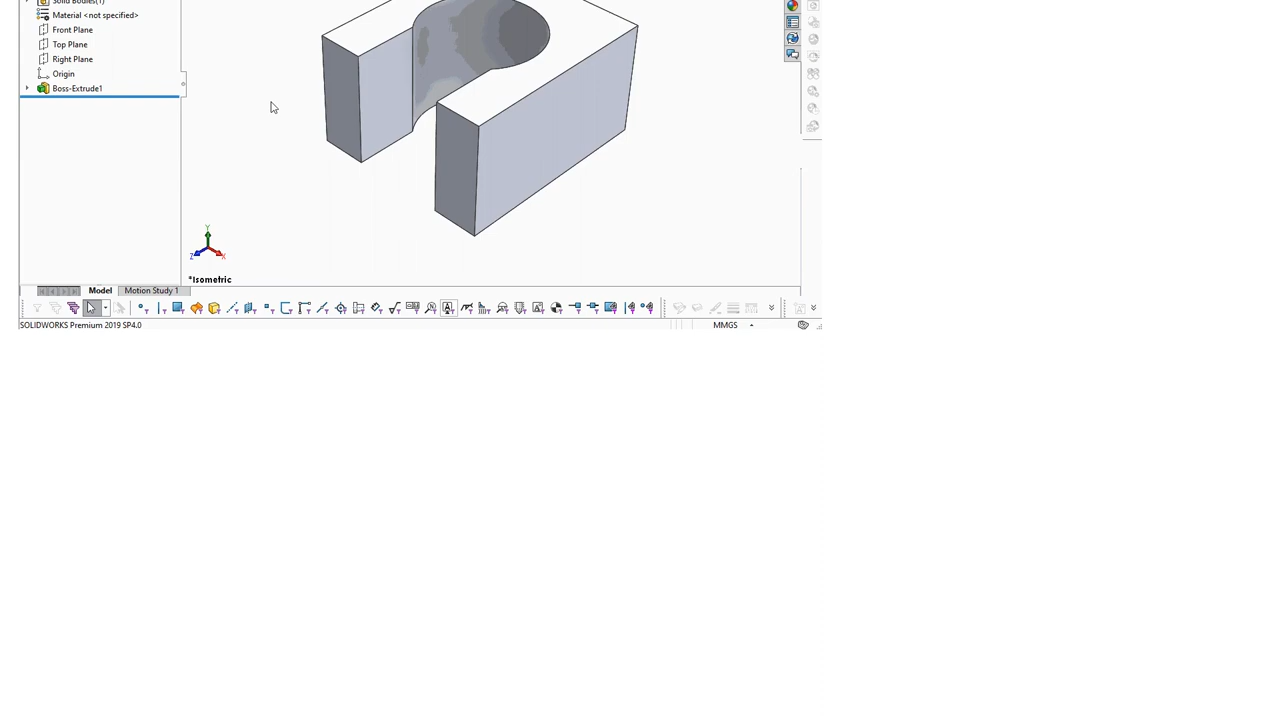 Solid Bodies(1)
Material <not specified>
Front Plane
Top Plane
Right Plane
Origin
Boss-Extrude1
Y
Z
X
*Isometric
Model
Motion Study 1
SOLIDWORKS Premium 2019 SP4.0
MMGS